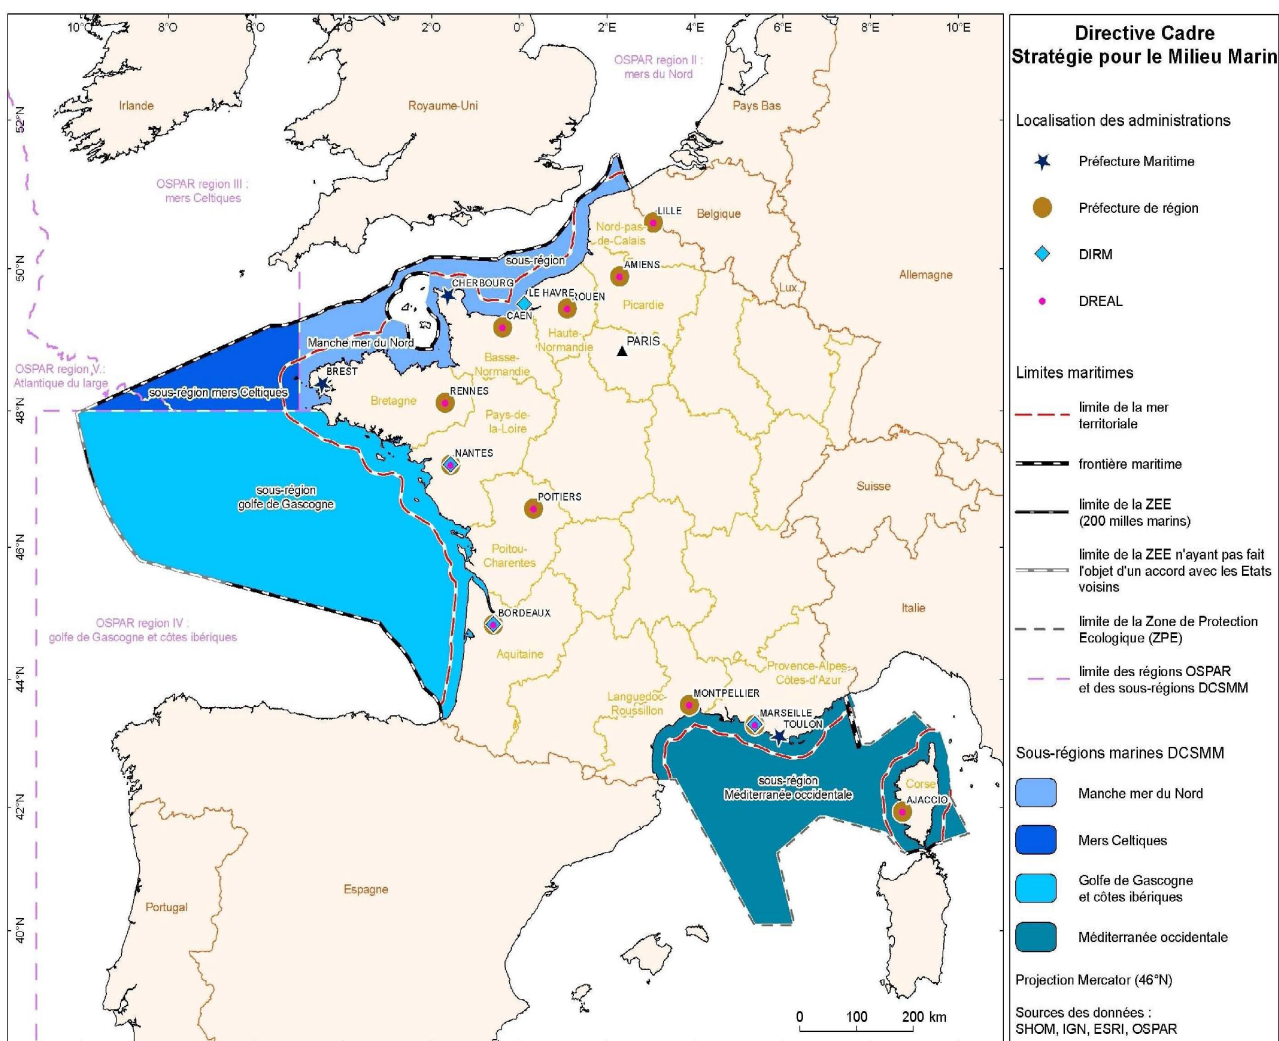 10°0'
8°0'
6°0'
4°0'
2°0'
0°
2°E
4°E
6°E
8°E
10°E
52°N
50°N
48°N
46°N
44°N
42°N
40°N
OSPAR region II :
mers du Nord
Irlande
Royaume-Uni
Pays Bas
OSPAR region III :
mers Celtiques
Belgique
LILLE
Nord-pas-
de-Calais
sous-région
AMIENS
Allemagne
Lux.
CHERBOURG
LE HAVRE
ROUEN
Picardie
CAEN
Manche mer du Nord
Haute-
Normandie
PARIS
OSPAR region V :
Atlantique du large
BREST
Basse-
Normandie
sous-région mers Celtiques
RENNES
Bretagne
Pays-de-
la-Loire
NANTES
sous-région
golfe de Gascogne
POITIERS
Suisse
Poitou-
Charentes
OSPAR region IV :
golfe de Gascogne et côtes ibériques
BORDEAUX
Italie
Aquitaine
Provence-Alpes-
Côtes-d'Azur
Languedoc-
Roussillon
MONTPELLIER
MARSEILLE
TOULON
sous-région
Méditerranée occidentale
Corse
AJACCIO
Espagne
Portugal
0 100 200 km
Directive Cadre
Stratégie pour le Milieu Marin
Localisation des administrations
Préfecture Maritime
Préfecture de région
DIRM
DREAL
Limites maritimes
limite de la mer
territoriale
frontière maritime
limite de la ZEE
(200 milles marins)
limite de la ZEE n'ayant pas fait
l'objet d'un accord avec les Etats
voisins
limite de la Zone de Protection
Ecologique (ZPE)
limite des régions OSPAR
et des sous-régions DCSMM
Sous-régions marines DCSMM
Manche mer du Nord
Mers Celtiques
Golfe de Gascogne
et côtes ibériques
Méditerranée occidentale
Projection Mercator (46°N)
Sources des données :
SHOM, IGN, ESRI, OSPAR